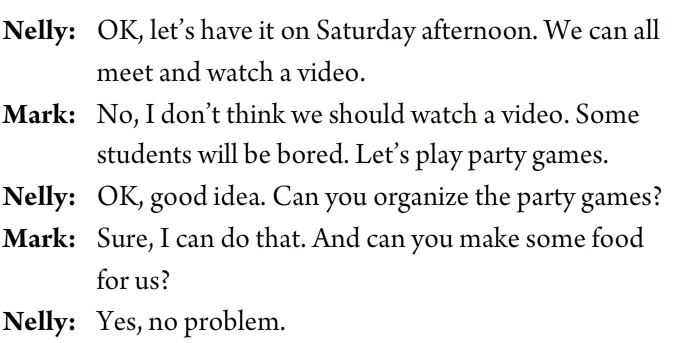 Nelly: OK, let's have it on Saturday afternoon. We can all
meet and watch a video.
Mark: No, I don't think we should watch a video. Some
students will be bored. Let's play party games.
Nelly: OK, good idea. Can you organize the party games?
Mark: Sure, I can do that. And can you make some food
for us?
Nelly: Yes, no problem.